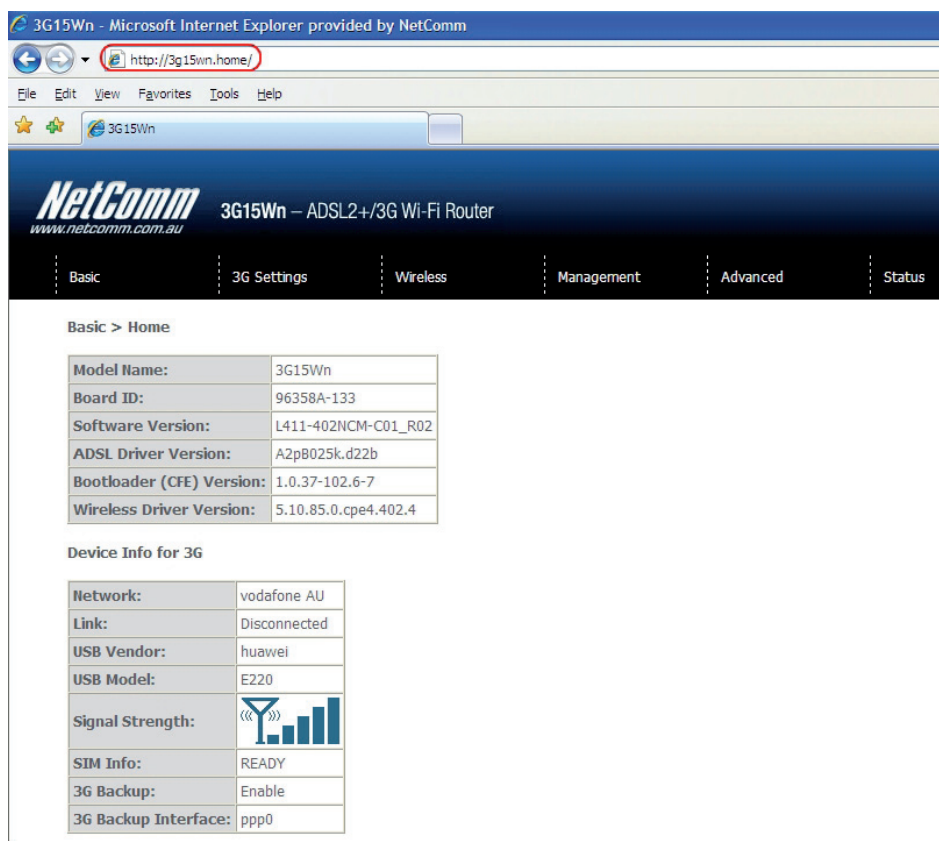 3G15Wn - Microsoft Internet Explorer provided by NetComm
http://3g15wn.home/
File Edit View Favorites Tools Help
3G15Wn
NetComm
www.netcomm.com.au
3G15Wn – ADSL2+/3G Wi-Fi Router
Basic 3G Settings Wireless Management Advanced Status
Basic > Home
Model Name: 3G15Wn
Board ID: 96358A-133
Software Version: L411-402NCM-C01_R02
ADSL Driver Version: A2pB025k.d22b
Bootloader (CFE) Version: 1.0.37-102.6-7
Wireless Driver Version: 5.10.85.0.cpe4.402.4
Device Info for 3G
Network: vodafone AU
Link: Disconnected
USB Vendor: huawei
USB Model: E220
Signal Strength:
SIM Info: READY
3G Backup: Enable
3G Backup Interface: ppp0